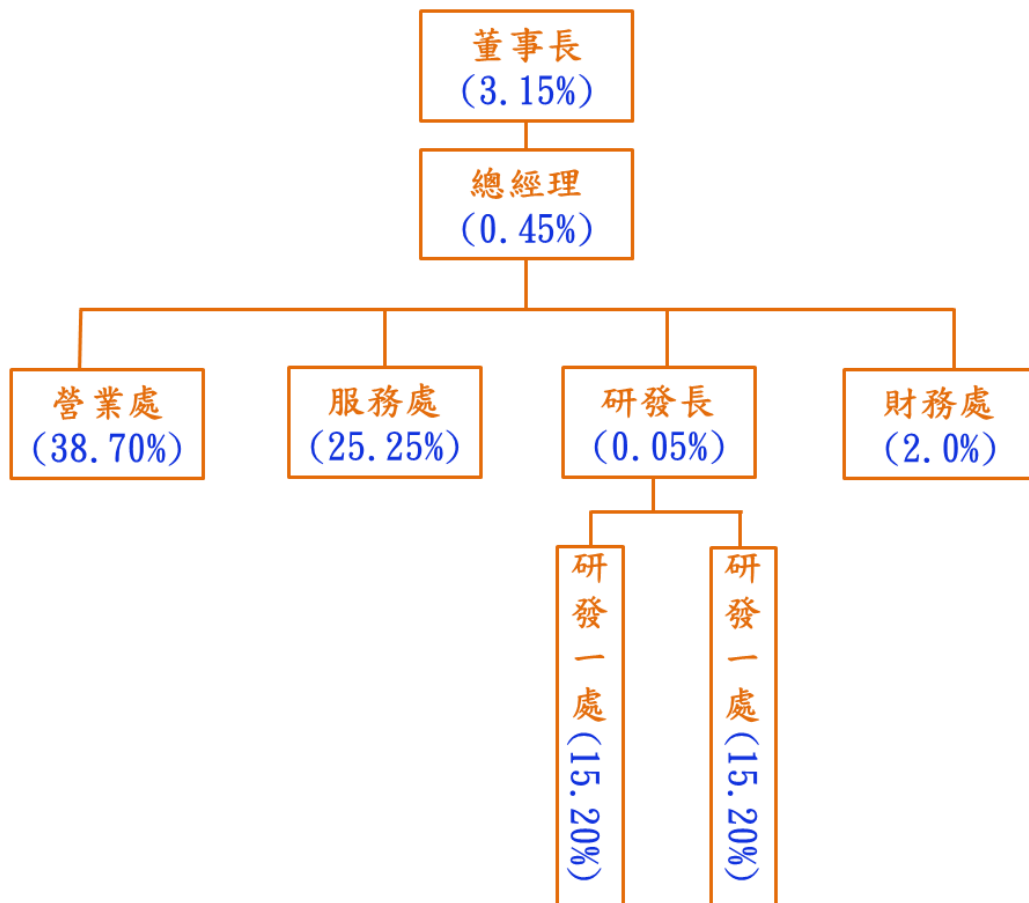 董事長
(3.15%)
總經理
(0.45%)
營業處
(38.70%)
服務處
(25.25%)
研發長
(0.05%)
財務處
(2.0%)
研發一處(15.20%)
研發一處(15.20%)